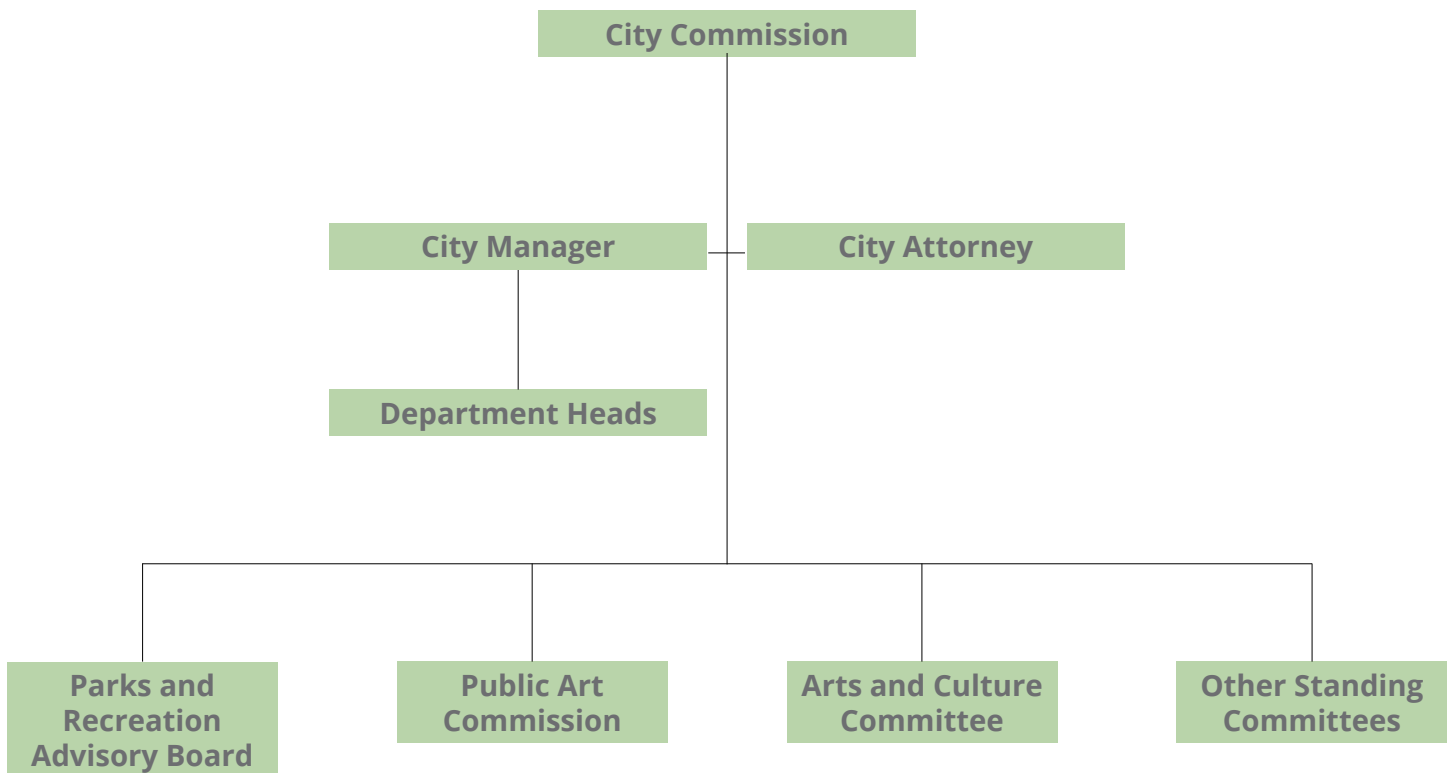 City Commission
City Manager
City Attorney
Department Heads
Parks and
Recreation
Advisory Board
Public Art
Commission
Arts and Culture
Committee
Other Standing
Committees